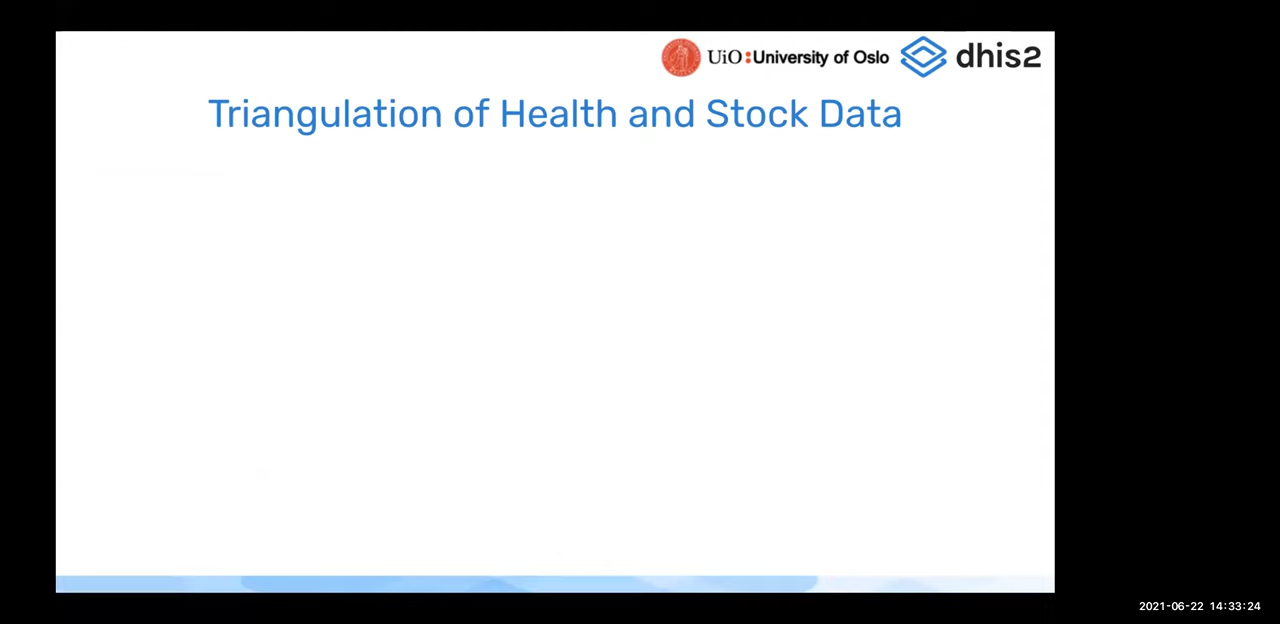 UiO:University of Oslo dhis2
Triangulation of Health and Stock Data
2021-06-22 14:33:24